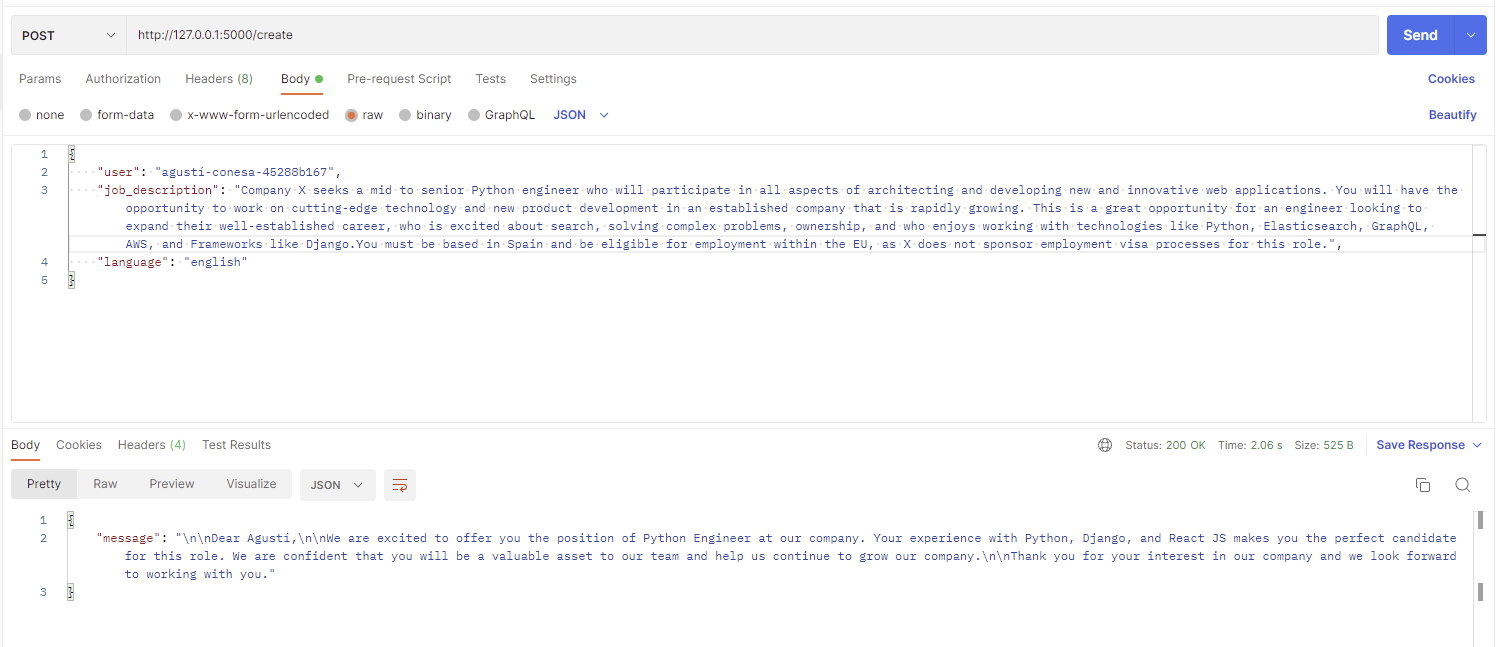 POST
http://127.0.0.1:5000/create
Send
Params Authorization Headers (8) Body Pre-request Script Tests Settings Cookies
none form-data x-www-form-urlencoded raw binary GraphQL JSON Beautify
1 {
2 "user": "agusti-conesa-45288b167",
3 "job_description": "Company X seeks a mid to senior Python engineer who will participate in all aspects of architecting and developing new and innovative web applications. You will have the
opportunity to work on cutting-edge technology and new product development in an established company that is rapidly growing. This is a great opportunity for an engineer looking to
expand their well-established career, who is excited about search, solving complex problems, ownership, and who enjoys working with technologies like Python, Elasticsearch, GraphQL,
AWS, and Frameworks like Django.You must be based in Spain and be eligible for employment within the EU, as X does not sponsor employment visa processes for this role.",
4 "language": "english"
5 }
Body Cookies Headers (4) Test Results Status: 200 OK Time: 2.06 s Size: 525 B Save Response
Pretty Raw Preview Visualize JSON
1 {
2 "message": "\n\nDear Agusti,\n\nWe are excited to offer you the position of Python Engineer at our company. Your experience with Python, Django, and React JS makes you the perfect candidate
for this role. We are confident that you will be a valuable asset to our team and help us continue to grow our company.\n\nThank you for your interest in our company and we look forward
to working with you."
3 }